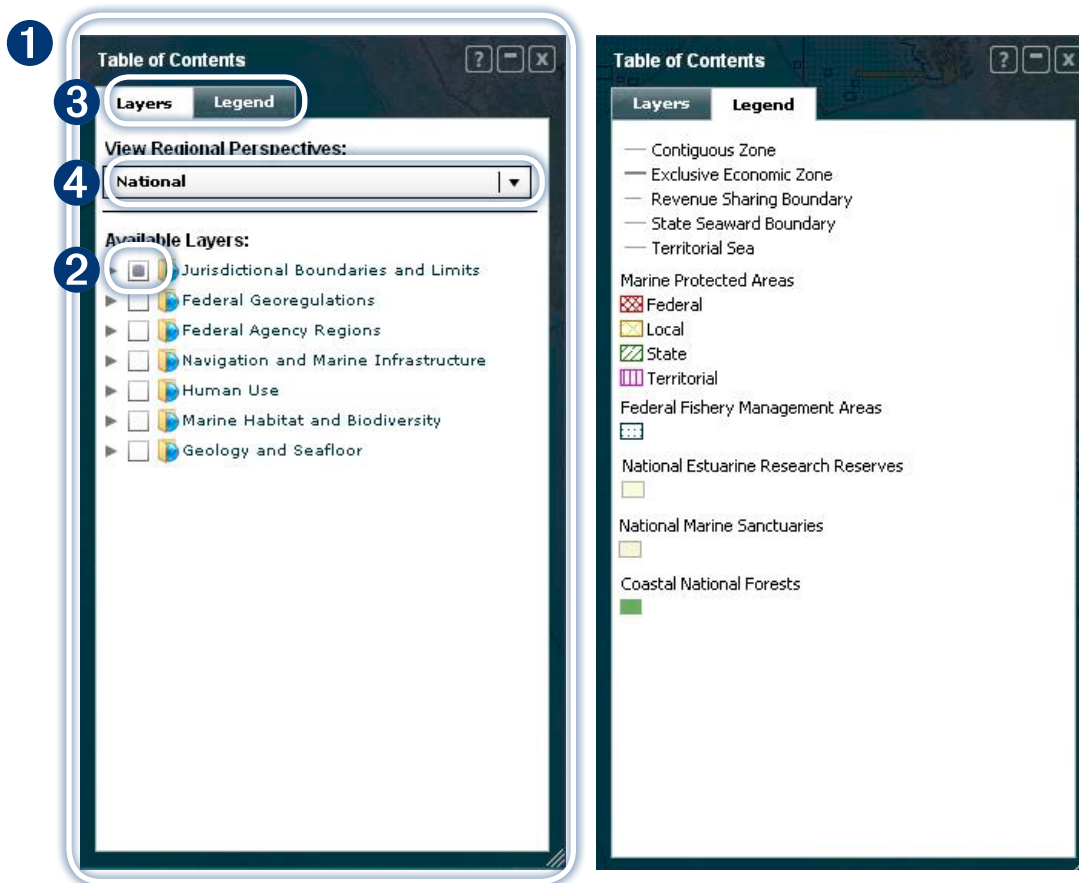 1
Table of Contents ? - x
3
Layers Legend
View Regional Perspectives:
4
National
Available Layers:
2
Jurisdictional Boundaries and Limits
Federal Georegulations
Federal Agency Regions
Navigation and Marine Infrastructure
Human Use
Marine Habitat and Biodiversity
Geology and Seafloor
Table of Contents ? - x
Layers Legend
Contiguous Zone
Exclusive Economic Zone
Revenue Sharing Boundary
State Seaward Boundary
Territorial Sea
Marine Protected Areas
Federal
Local
State
Territorial
Federal Fishery Management Areas
National Estuarine Research Reserves
National Marine Sanctuaries
Coastal National Forests